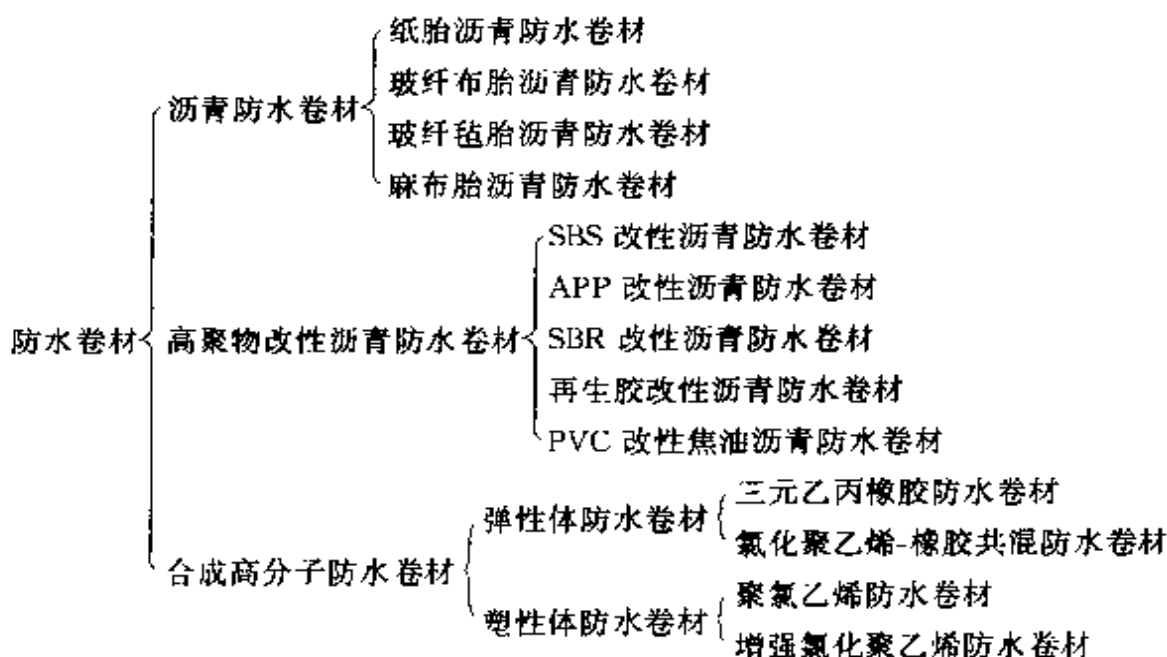 纸胎沥青防水卷材
玻纤布胎沥青防水卷材
沥青防水卷材
玻纤毡胎沥青防水卷材
麻布胎沥青防水卷材
SBS 改性沥青防水卷材
APP 改性沥青防水卷材
防水卷材
高聚物改性沥青防水卷材
SBR 改性沥青防水卷材
再生胶改性沥青防水卷材
PVC 改性焦油沥青防水卷材
三元乙丙橡胶防水卷材
弹性体防水卷材
氯化聚乙烯-橡胶共混防水卷材
合成高分子防水卷材
聚氯乙烯防水卷材
塑性体防水卷材
增强氯化聚乙烯防水卷材